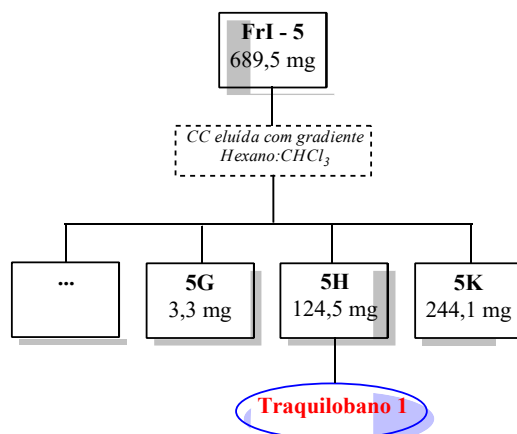 FrI - 5
689,5 mg
CC eluída com gradiente
Hexano:CHCl₃
...
5G
3,3 mg
5H
124,5 mg
5K
244,1 mg
Traquilobano 1